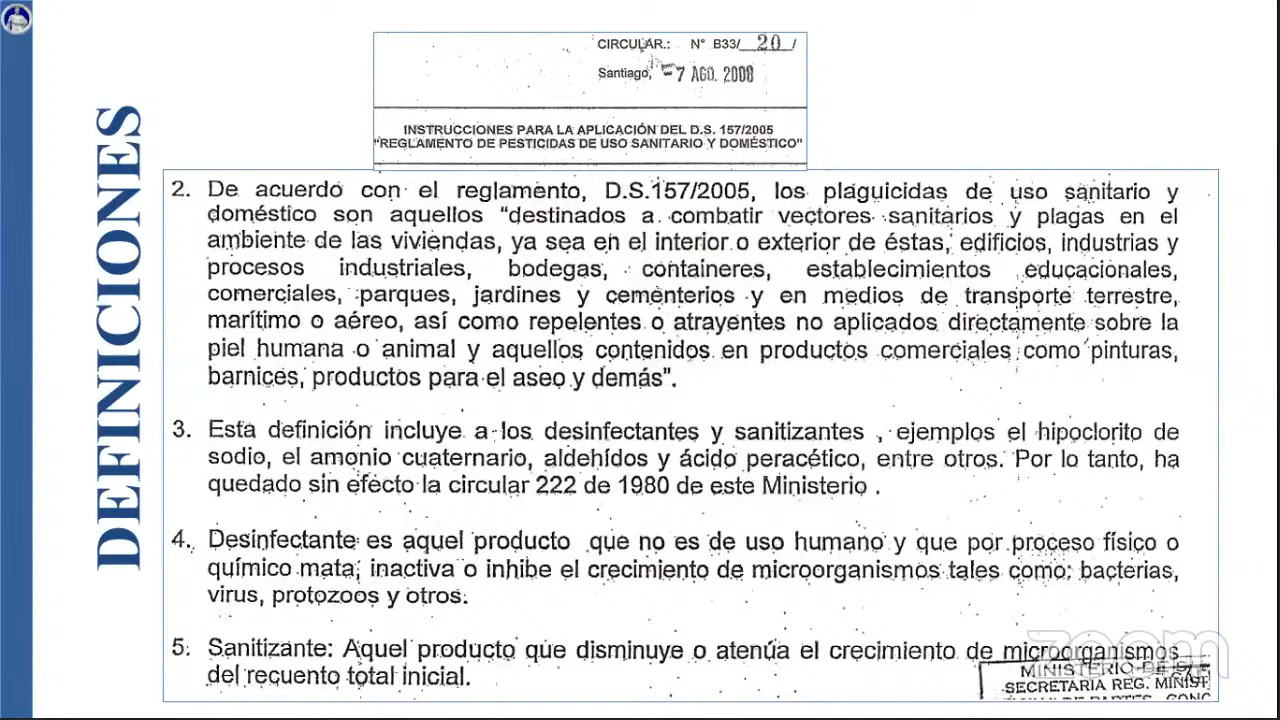 DEFINICIONES
CIRCULAR.: N° B33/ 20 /
Santiago, -7 AGO. 2008
INSTRUCCIONES PARA LA APLICACIÓN DEL D.S. 157/2005
"REGLAMENTO DE PESTICIDAS DE USO SANITARIO Y DOMÉSTICO"
2. De acuerdo con el reglamento, D.S.157/2005, los plaguicidas de uso sanitario y
doméstico son aquellos "destinados a combatir vectores sanitarios y plagas en el
ambiente de las viviendas, ya sea en el interior o exterior de éstas, edificios, industrias y
procesos industriales, bodegas, containeres, establecimientos educacionales,
comerciales, parques, jardines y cementerios y en medios de transporte terrestre,
marítimo o aéreo, así como repelentes o atrayentes no aplicados directamente sobre la
piel humana o animal y aquellos contenidos en productos comerciales como pinturas,
barnices, productos para el aseo y demás".
3. Esta definición incluye a los desinfectantes y sanitizantes , ejemplos el hipoclorito de
sodio, el amonio cuaternario, aldehídos y ácido peracético, entre otros. Por lo tanto, ha
quedado sin efecto la circular 222 de 1980 de este Ministerio .
4. Desinfectante es aquel producto que no es de uso humano y que por proceso físico o
químico mata, inactiva o inhibe el crecimiento de microorganismos tales como: bacterias,
virus, protozoos y otros.
5. Sanitizante: Aquel producto que disminuye o atenúa el crecimiento de microorganismos
del recuento total inicial.
zoom
MINISTERIO DE
SECRETARIA REG. MINIST